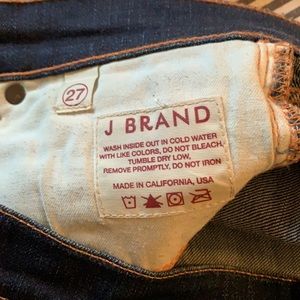 27
J BRAND
WASH INSIDE OUT IN COLD WATER
WITH LIKE COLORS, DO NOT BLEACH.
TUMBLE DRY LOW,
REMOVE PROMPTLY, DO NOT IRON
MADE IN CALIFORNIA, USA